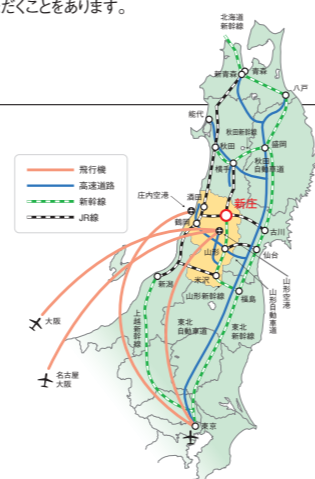 だくことをあります。
北海道
新幹線
新青森
青森
八戸
能代
秋田新幹線
秋田
盛岡
秋田
自動車道
横手
飛行機
高速道路
新幹線
JR線
庄内空港
酒田
新庄
鶴岡
古川
山形
仙台
新潟
米沢
山形新幹線
福島
山形空港
山形自動車道
上越新幹線
東北
自動車道
東北
新幹線
大阪
名古屋
大阪
東京